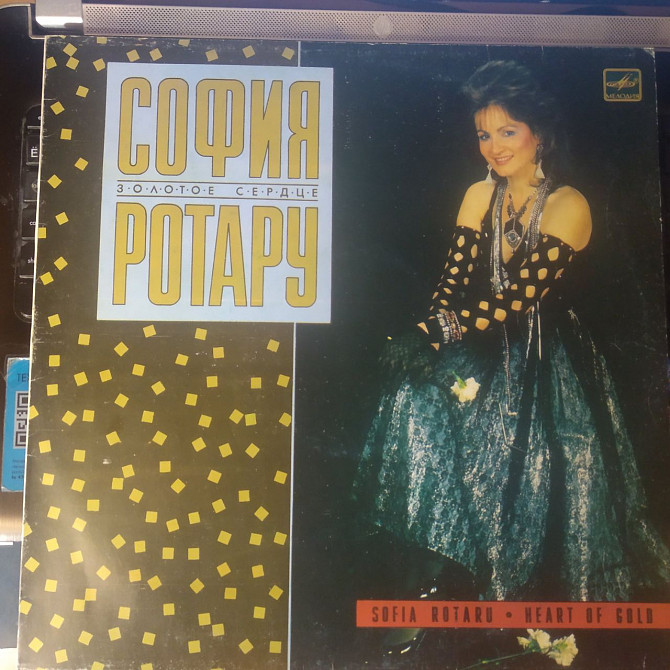 СОФИЯ
ЗОЛОТОЕ СЕРДЦЕ
РОТАРУ
МЕЛОДИЯ
SOFIA ROTARU • HEART OF GOLD